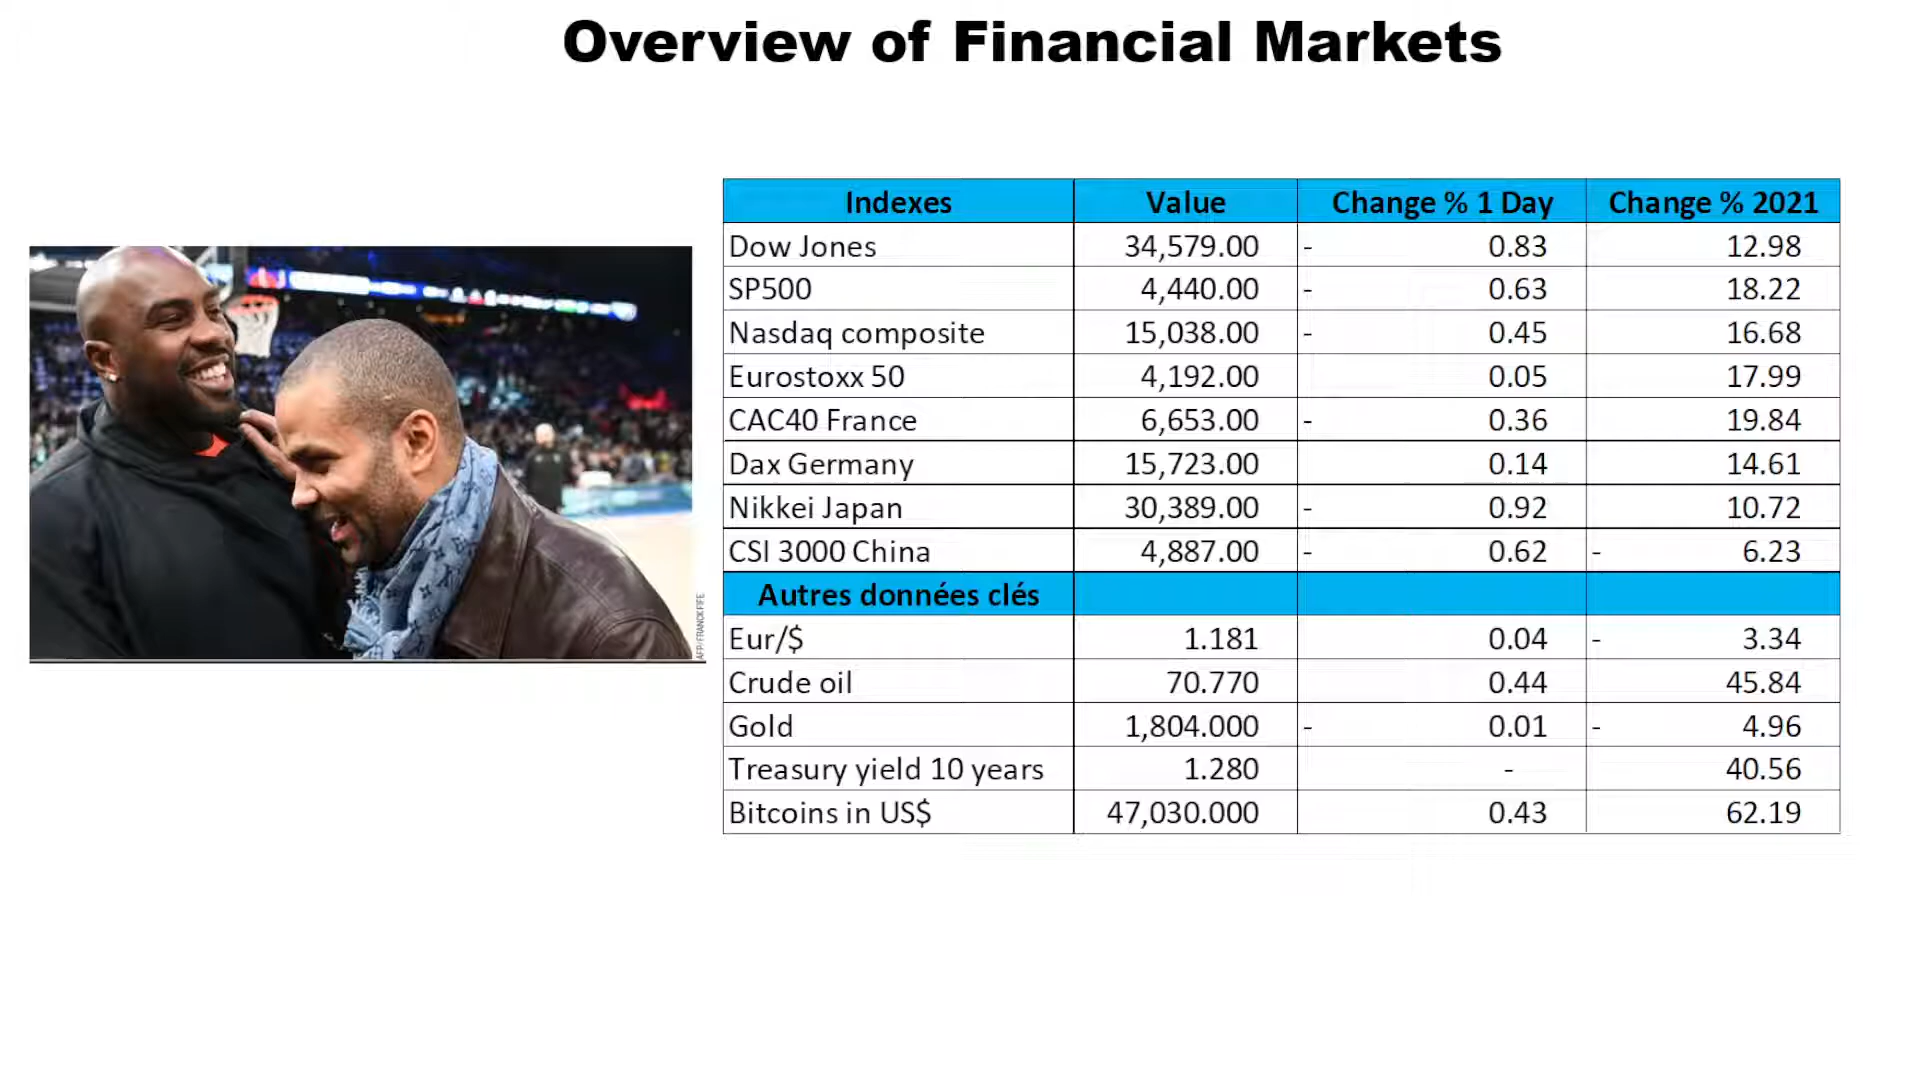 Overview of Financial Markets
Indexes Value Change % 1 Day Change % 2021
Dow Jones 34,579.00 - 0.83 12.98
SP500 4,440.00 - 0.63 18.22
Nasdaq composite 15,038.00 - 0.45 16.68
Eurostoxx 50 4,192.00 0.05 17.99
CAC40 France 6,653.00 - 0.36 19.84
Dax Germany 15,723.00 0.14 14.61
Nikkei Japan 30,389.00 - 0.92 10.72
CSI 3000 China 4,887.00 - 0.62 - 6.23
Autres données clés
Eur/$ 1.181 0.04 - 3.34
Crude oil 70.770 0.44 45.84
Gold 1,804.000 - 0.01 - 4.96
Treasury yield 10 years 1.280 - 40.56
Bitcoins in US$ 47,030.000 0.43 62.19
AFP/FRANCK FIFE